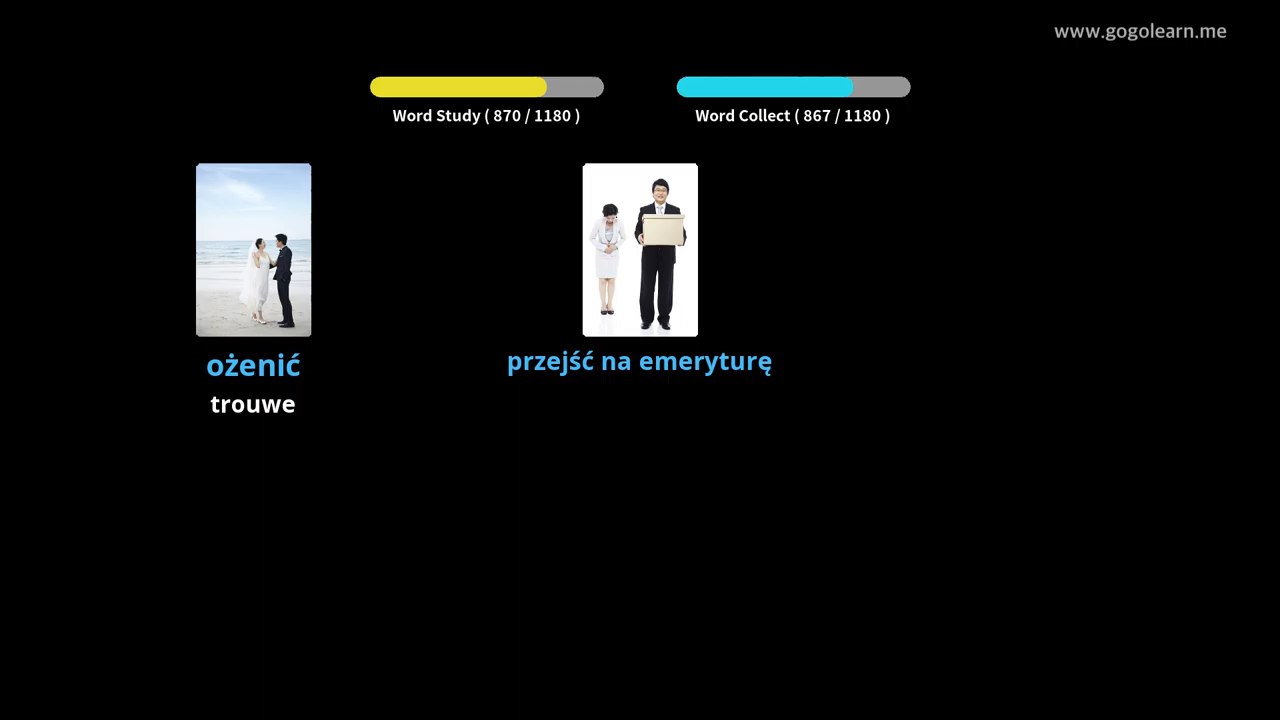 www.gogolearn.me
Word Study ( 870 / 1180 )
Word Collect ( 867 / 1180 )
ożenić
trouwe
przejść na emeryturę